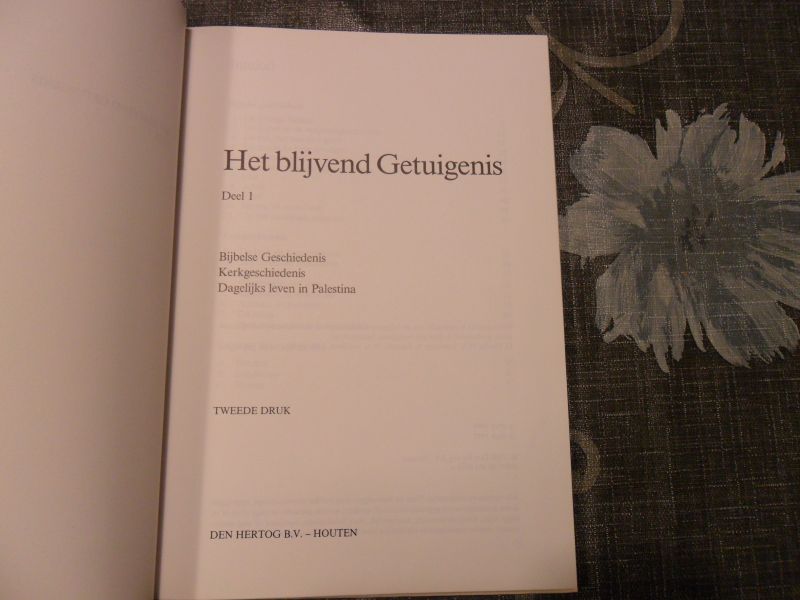 Het blijvend Getuigenis
Deel 1
Bijbelse Geschiedenis
Kerkgeschiedenis
Dagelijks leven in Palestina
TWEEDE DRUK
DEN HERTOG B.V. – HOUTEN